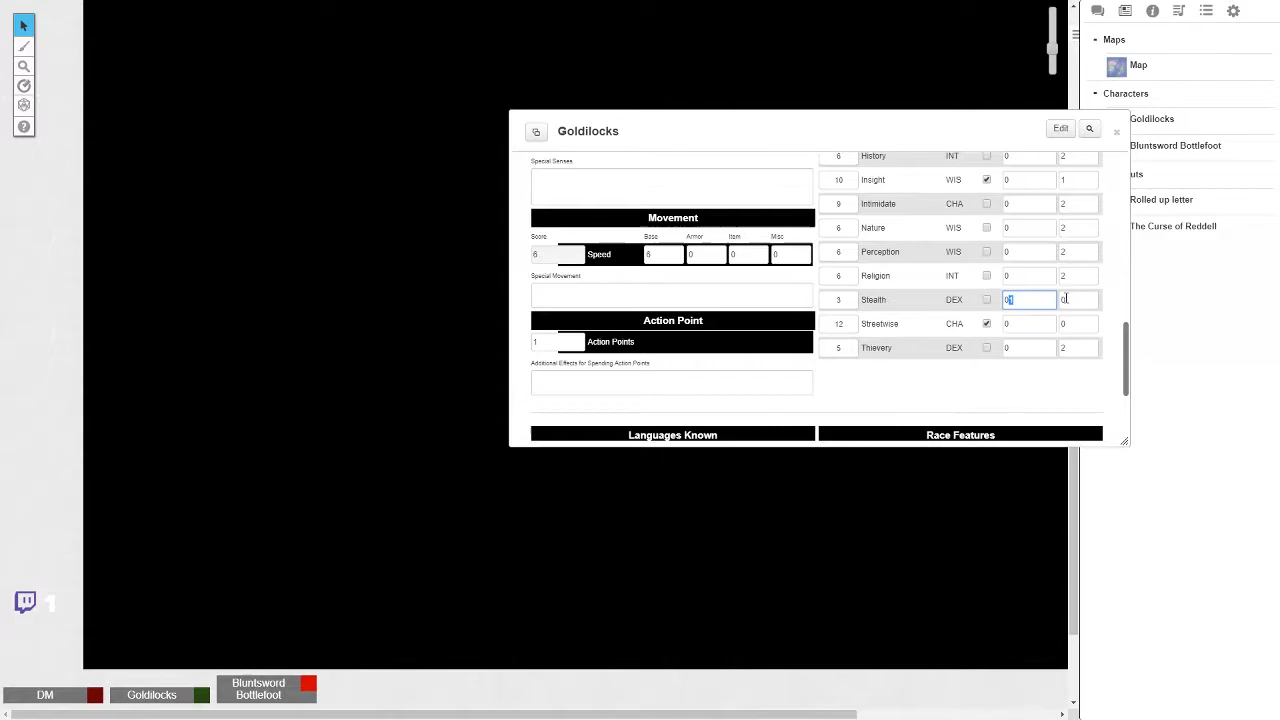 Maps
Map
Characters
Goldilocks
Bluntsword Bottlefoot
uts
Rolled up letter
The Curse of Reddell
Goldilocks
Edit
Special Senses
Movement
Score Base Armor Item Misc
6 Speed 6 0 0 0
Special Movement
Action Point
1 Action Points
Additional Effects for Spending Action Points
Languages Known
6 History INT 0 2
10 Insight WIS 0 1
9 Intimidate CHA 0 2
6 Nature WIS 0 2
6 Perception WIS 0 2
6 Religion INT 0 2
3 Stealth DEX 01 0
12 Streetwise CHA 0 0
5 Thievery DEX 0 2
Race Features
1
DM
Goldilocks
Bluntsword
Bottlefoot